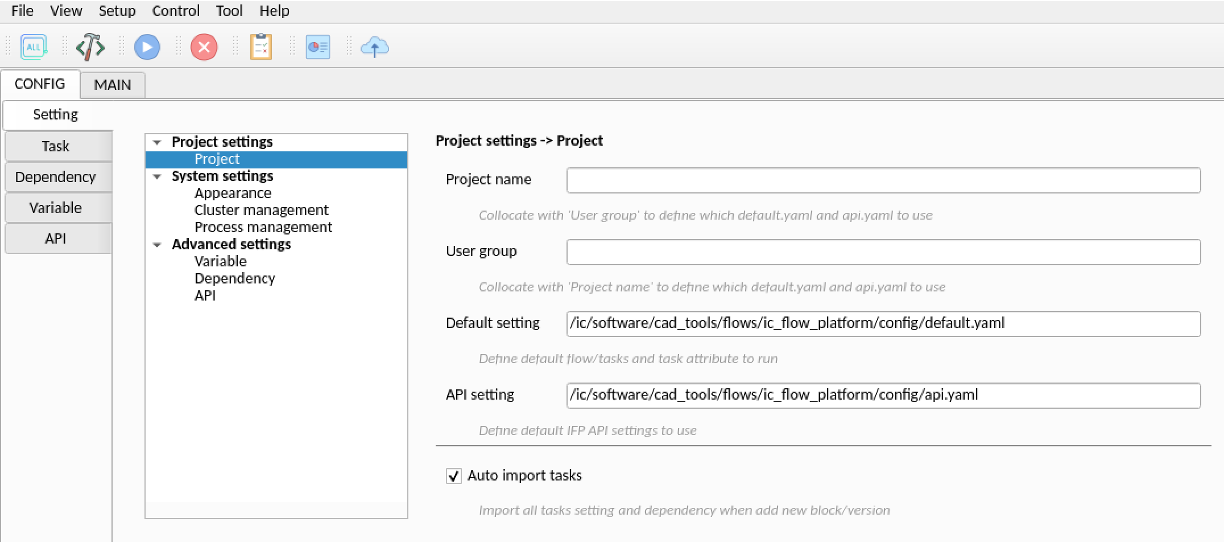 File View Setup Control Tool Help
ALL
CONFIG MAIN
Setting
Task
Dependency
Variable
API
Project settings
Project
System settings
Appearance
Cluster management
Process management
Advanced settings
Variable
Dependency
API
Project settings -> Project
Project name
Collocate with 'User group' to define which default.yaml and api.yaml to use
User group
Collocate with 'Project name' to define which default.yaml and api.yaml to use
Default setting /ic/software/cad_tools/flows/ic_flow_platform/config/default.yaml
Define default flow/tasks and task attribute to run
API setting /ic/software/cad_tools/flows/ic_flow_platform/config/api.yaml
Define default IFP API settings to use
Auto import tasks
Import all tasks setting and dependency when add new block/version